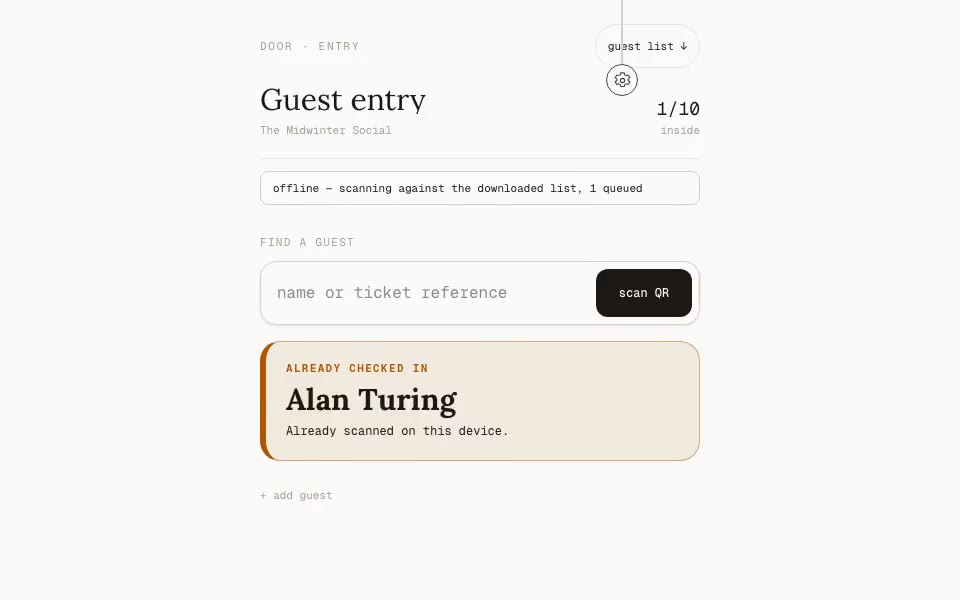 DOOR · ENTRY
guest list ↓
Guest entry
1/10
The Midwinter Social
inside
offline — scanning against the downloaded list, 1 queued
FIND A GUEST
name or ticket reference
scan QR
ALREADY CHECKED IN
Alan Turing
Already scanned on this device.
+ add guest